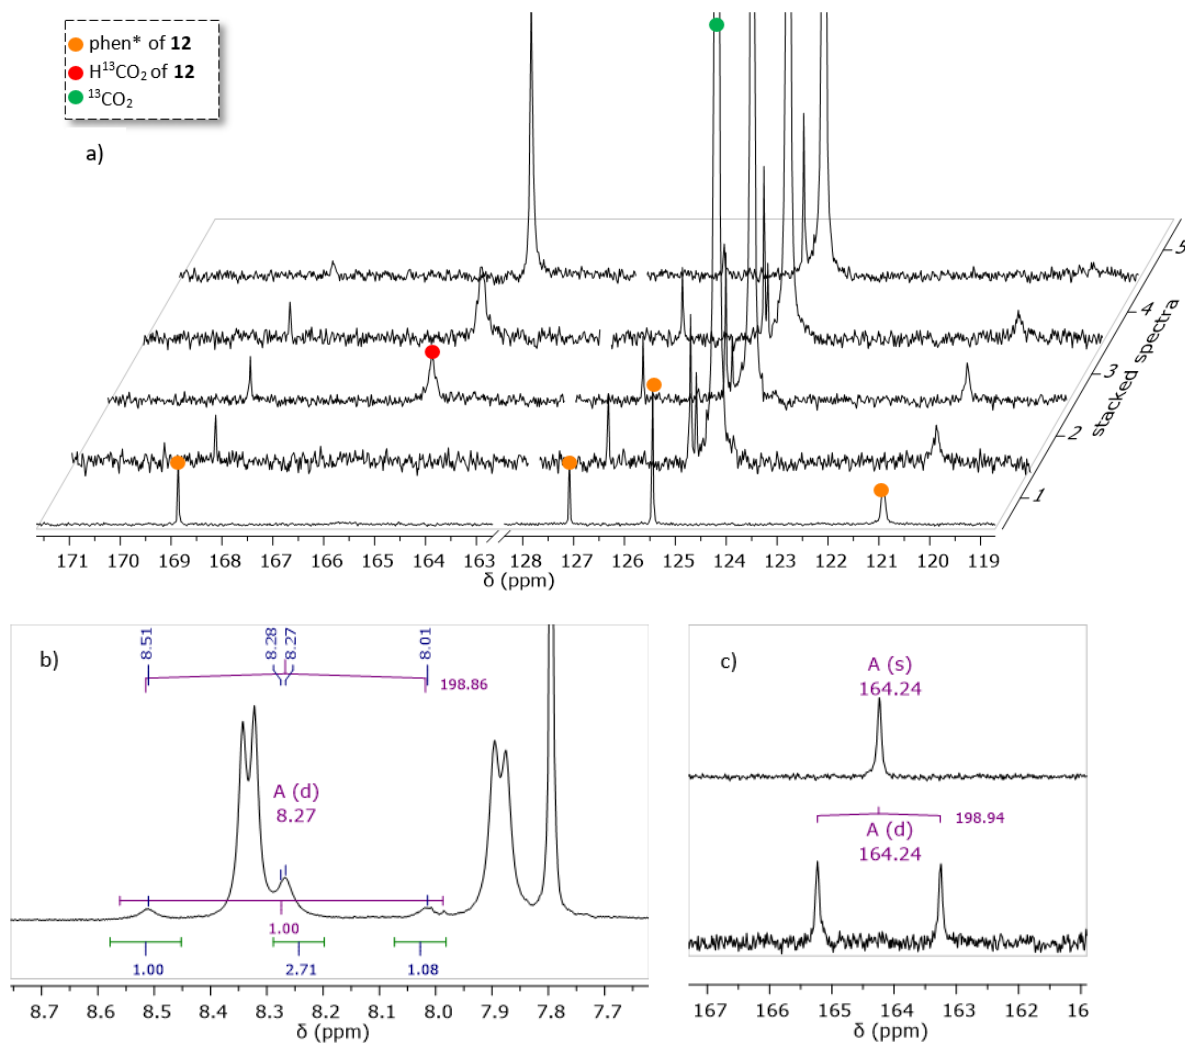 phen* of 12
H¹³CO₂ of 12
¹³CO₂
a)
5
4
3
2
1
stacked spectra
171 170 169 168 167 166 165 164 163 128 127 126 125 124 123 122 121 120 119
δ (ppm)
b)
8.51 8.28 8.27 8.01
198.86
A (d)
8.27
1.00
1.00 2.71 1.08
8.7 8.6 8.5 8.4 8.3 8.2 8.1 8.0 7.9 7.8 7.7
δ (ppm)
c)
A (s)
164.24
198.94
A (d)
164.24
167 166 165 164 163 162 16
δ (ppm)